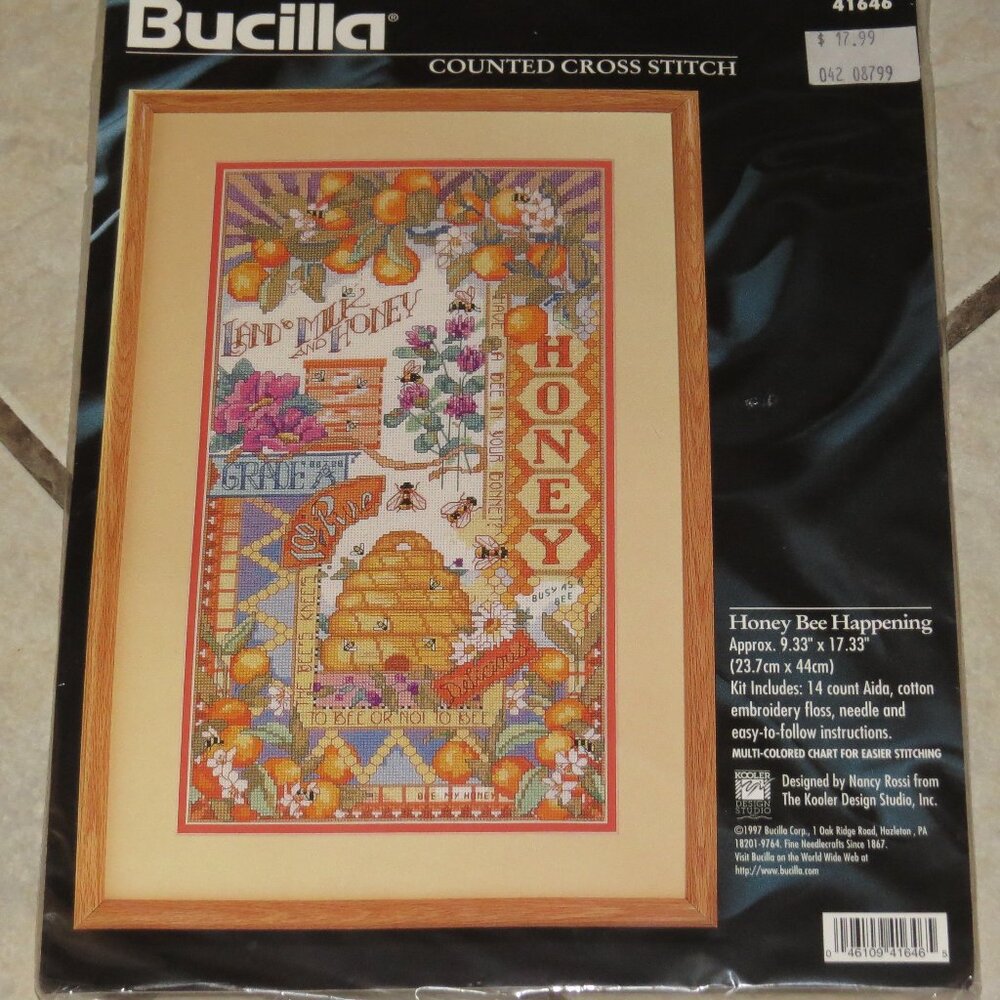 Bucilla®
41646
$ 17.99
042 08799
COUNTED CROSS STITCH
LAND O MILK
AND HONEY
HAVE A BEE IN YOUR BONNET
HONEY
GRADE A
100% Pure
BUSY AS
BEE
THE BEE'S KNEES
Delicious
TO BEE OR NOT TO BEE
BEE MY HONEY
Honey Bee Happening
Approx. 9.33" x 17.33"
(23.7cm x 44cm)
Kit Includes: 14 count Aida, cotton
embroidery floss, needle and
easy-to-follow instructions.
MULTI-COLORED CHART FOR EASIER STITCHING
KOOLER
DESIGN
STUDIO
Designed by Nancy Rossi from
The Kooler Design Studio, Inc.
©1997 Bucilla Corp., 1 Oak Ridge Road, Hazleton , PA
18201-9764. Fine Needlecrafts Since 1867.
Visit Bucilla on the World Wide Web at
http://www.bucilla.com
0 46109 41646 5